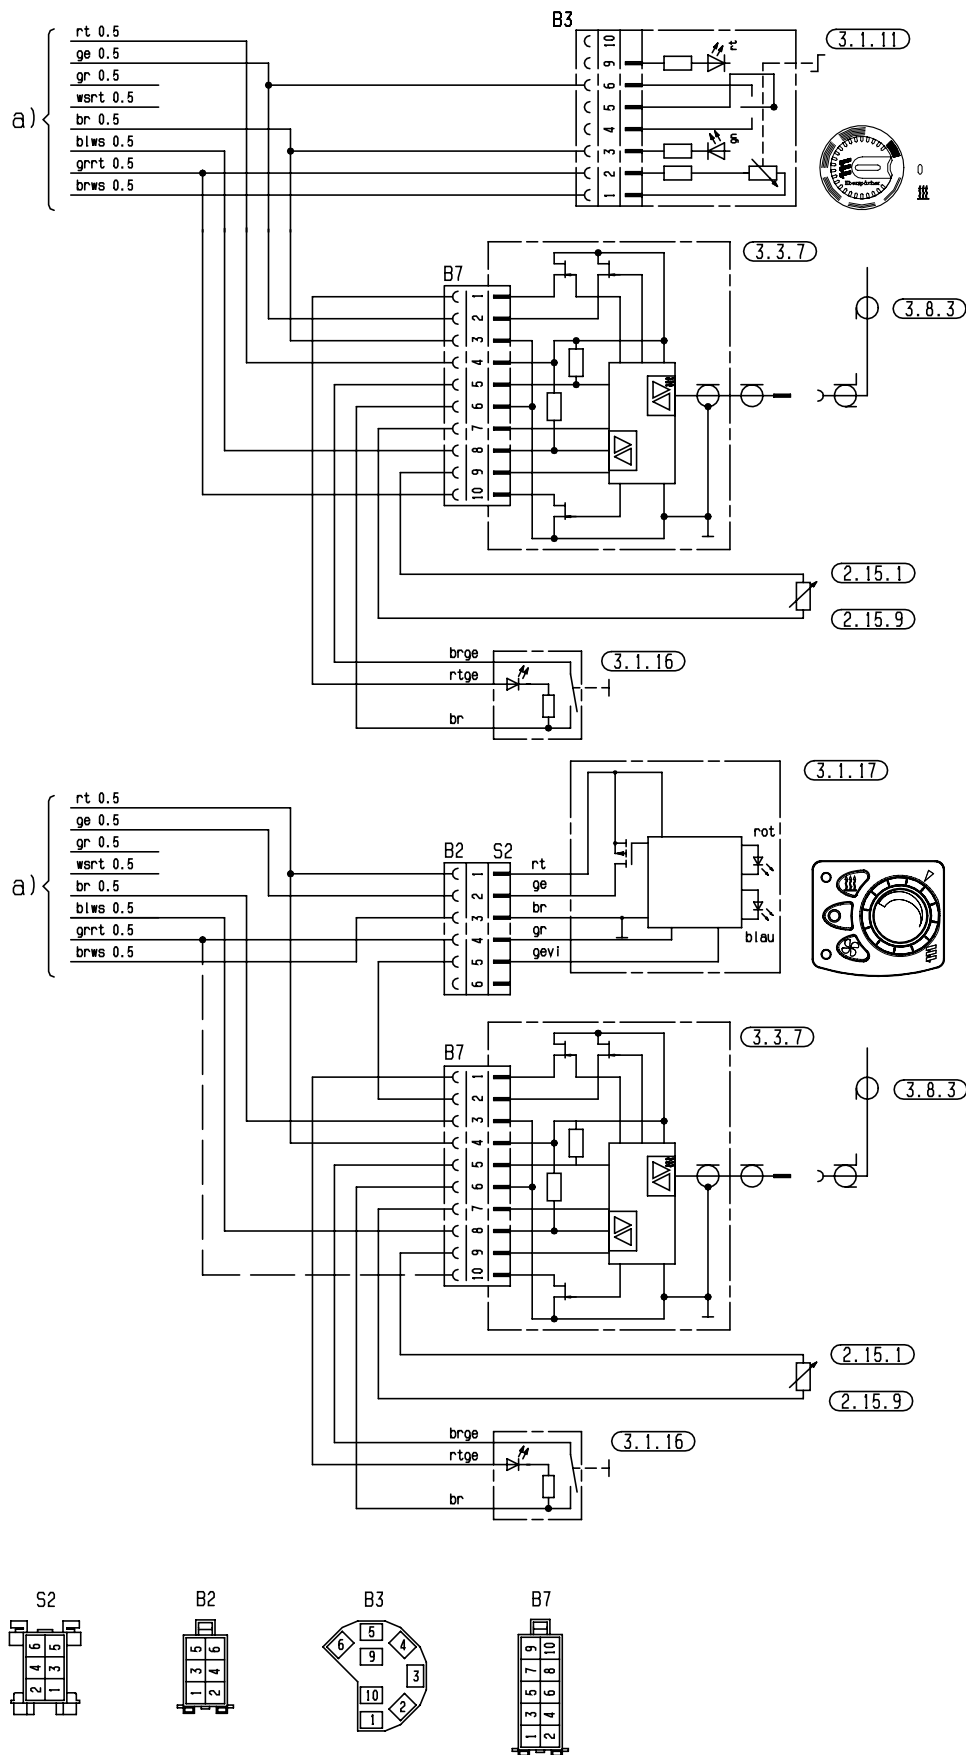 B3
rt 0.5
ge 0.5
gr 0.5
wsrt 0.5
br 0.5
blws 0.5
grrt 0.5
brws 0.5
a)
10
9
6
5
4
3
2
1
rt
gr
3.1.11
Eberspächer
0
3.3.7
B7
1
2
3
4
5
6
7
8
9
10
3.8.3
2.15.1
2.15.9
brge
rtge
br
3.1.16
3.1.17
rt 0.5
ge 0.5
gr 0.5
wsrt 0.5
br 0.5
blws 0.5
grrt 0.5
brws 0.5
a)
B2 S2
1
2
3
4
5
6
rt
ge
br
gr
gevi
rot
blau
3.3.7
B7
1
2
3
4
5
6
7
8
9
10
3.8.3
2.15.1
2.15.9
brge
rtge
br
3.1.16
S2 B2 B3 B7
6 5
4 3
2 1
5 6
3 4
1 2
5
6 4
9
3
10
2
1
9 10
7 8
5 6
3 4
1 2